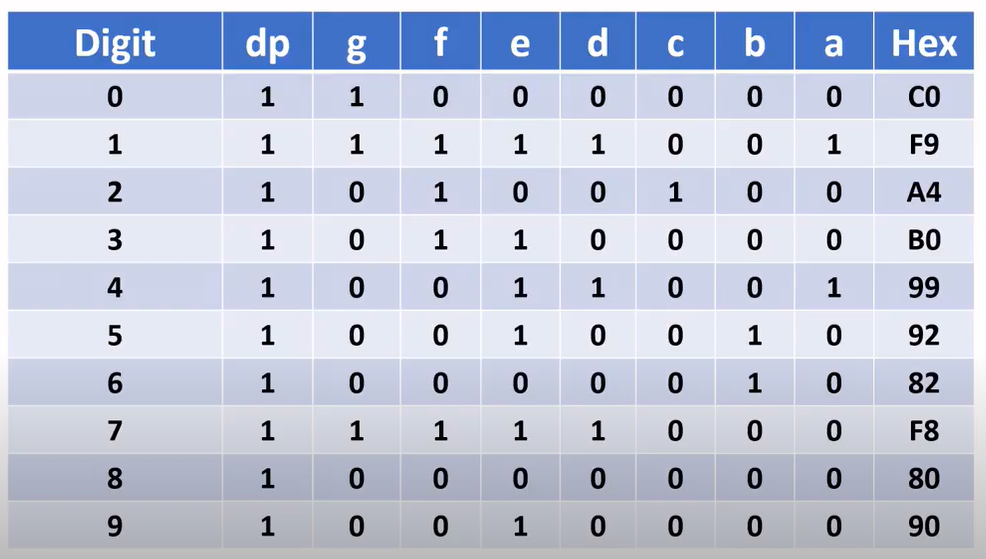 Digit dp g f e d c b a Hex
0 1 1 0 0 0 0 0 0 C0
1 1 1 1 1 1 0 0 1 F9
2 1 0 1 0 0 1 0 0 A4
3 1 0 1 1 0 0 0 0 B0
4 1 0 0 1 1 0 0 1 99
5 1 0 0 1 0 0 1 0 92
6 1 0 0 0 0 0 1 0 82
7 1 1 1 1 1 0 0 0 F8
8 1 0 0 0 0 0 0 0 80
9 1 0 0 1 0 0 0 0 90